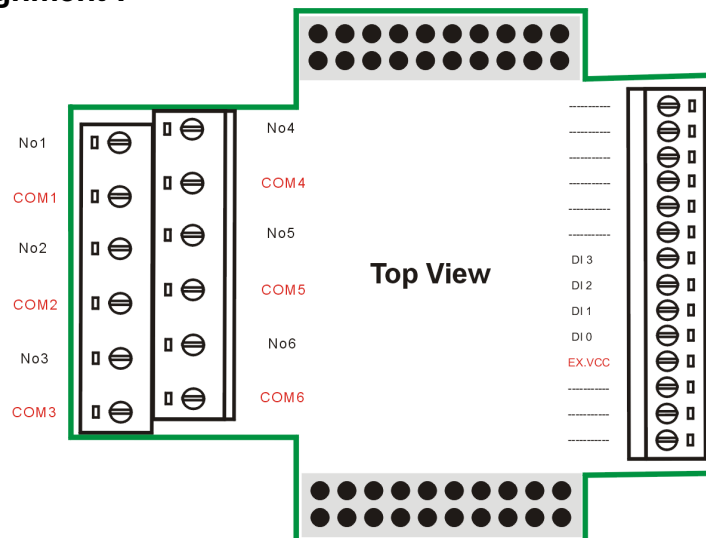 No1
COM1
No2
COM2
No3
COM3
No4
COM4
No5
COM5
No6
COM6
Top View
-----------
-----------
-----------
-----------
-----------
-----------
DI 3
DI 2
DI 1
DI 0
EX.VCC
-----------
-----------
-----------